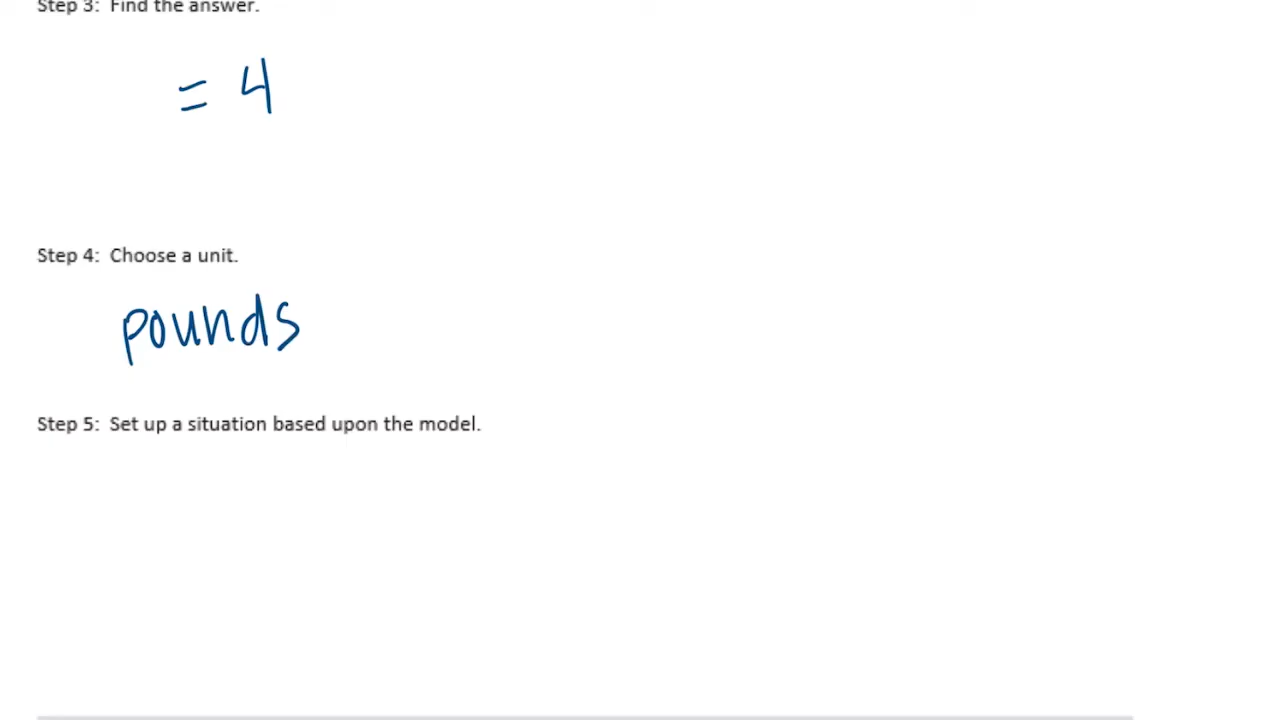 Step 3: Find the answer.
= 4
Step 4: Choose a unit.
pounds
Step 5: Set up a situation based upon the model.